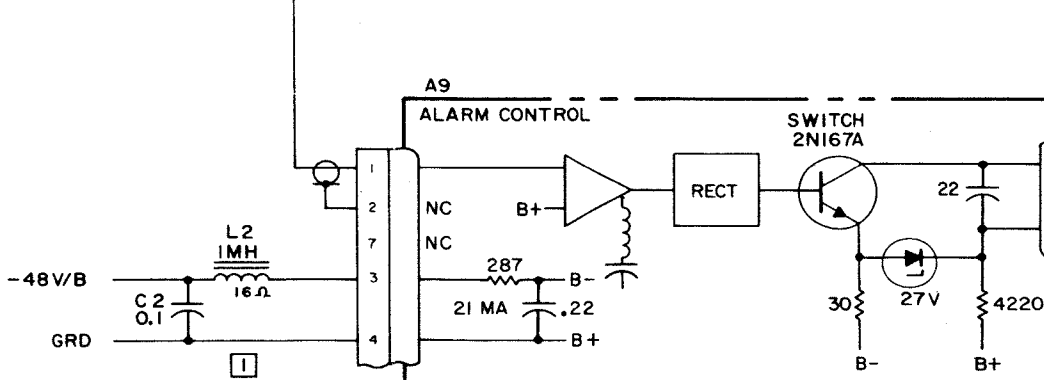 A9
ALARM CONTROL
SWITCH
2N167A
1
2
NC
B+
RECT
22
7
NC
L2
1MH
-48V/B
16Ω
3
287
B-
C2
0.1
21 MA
.22
27V
30
4220
GRD
4
B+
1
B-
B+